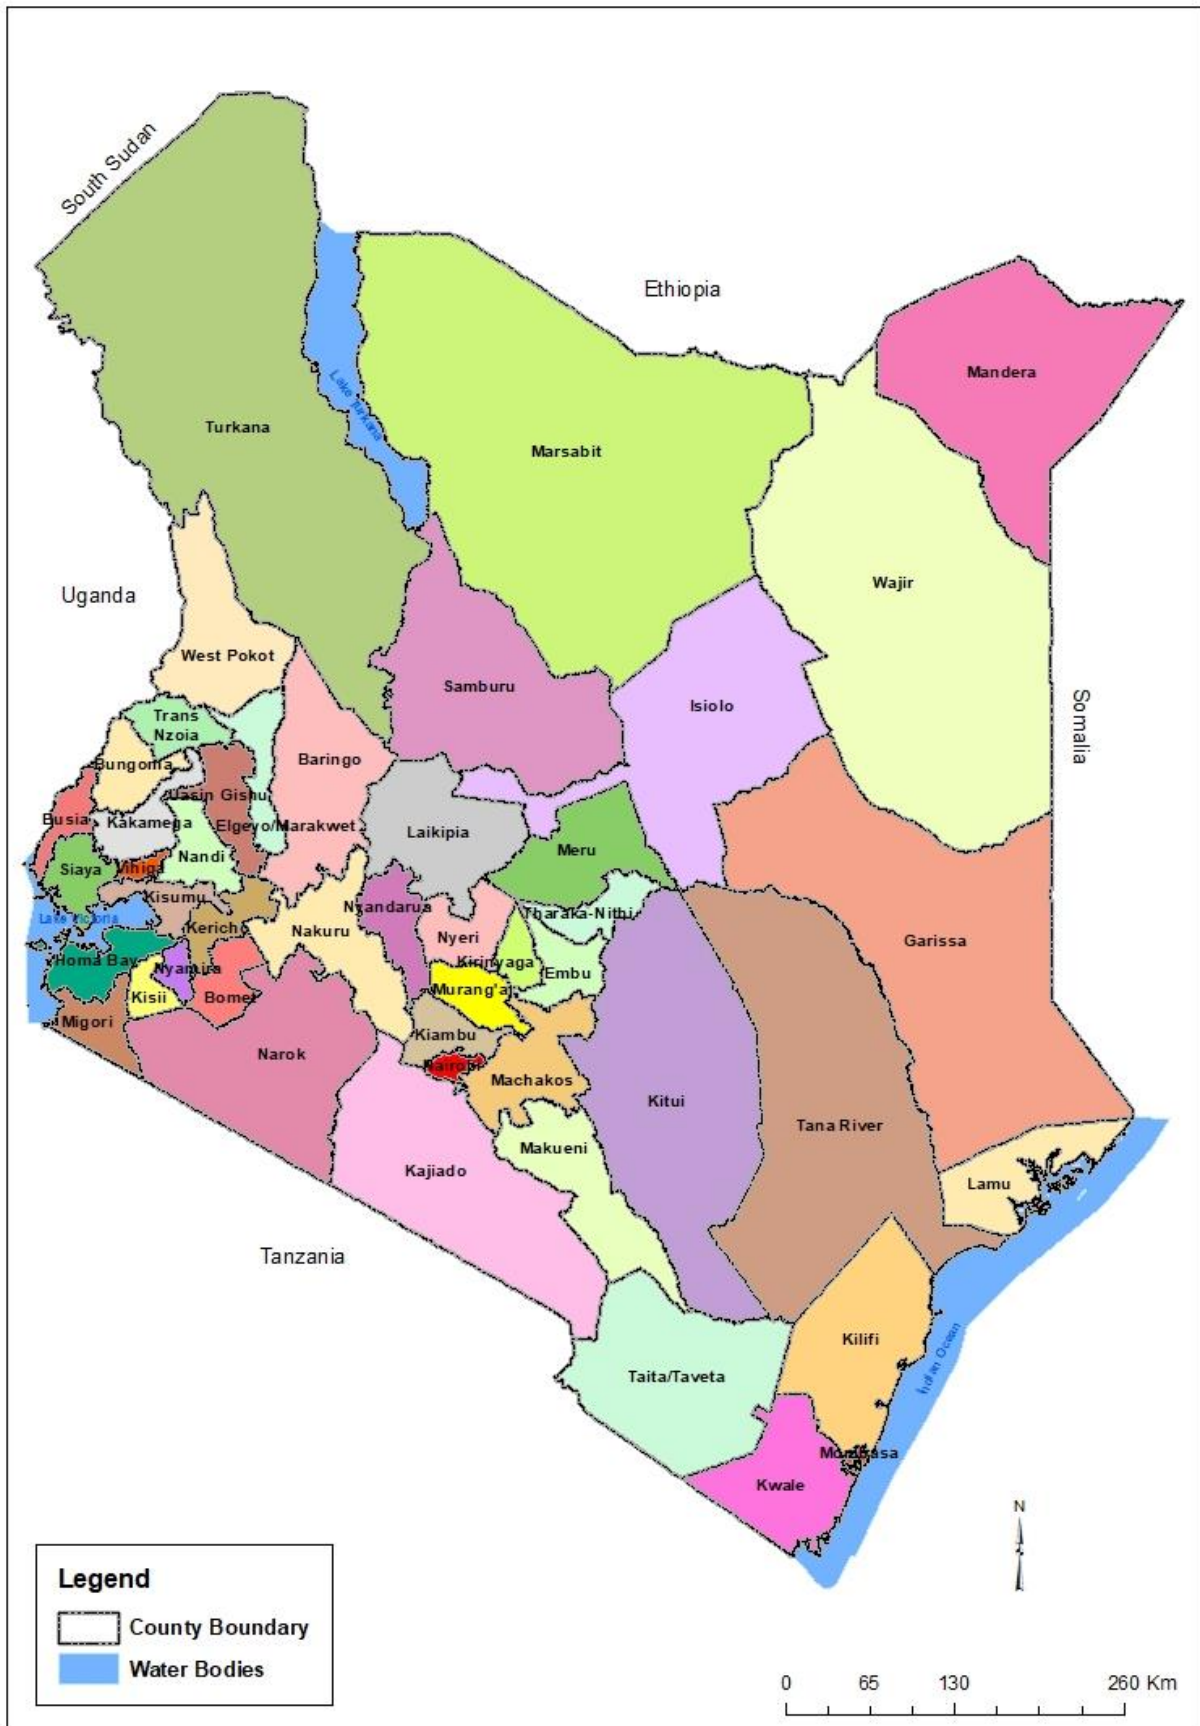 South Sudan
Ethiopia
Mandera
Lake Turkana
Turkana
Marsabit
Wajir
Uganda
West Pokot
Samburu
Isiolo
Somalia
Trans
Nzoia
Bungoma
Baringo
Uasin Gishu
Busia
Kakamega
Elgeyo/Marakwet
Laikipia
Nandi
Meru
Siaya
Vihiga
Kisumu
Nyandarua
Tharaka-Nithi
Lake Victoria
Kericho
Nakuru
Nyeri
Garissa
Homa Bay
Nyamira
Kirinyaga
Embu
Kisii
Bomet
Murang'a
Migori
Kiambu
Narok
Nairobi
Machakos
Kitui
Tana River
Makueni
Kajiado
Lamu
Tanzania
Kilifi
Indian Ocean
Taita/Taveta
Mombasa
Kwale
N
Legend
County Boundary
Water Bodies
0 65 130 260 Km